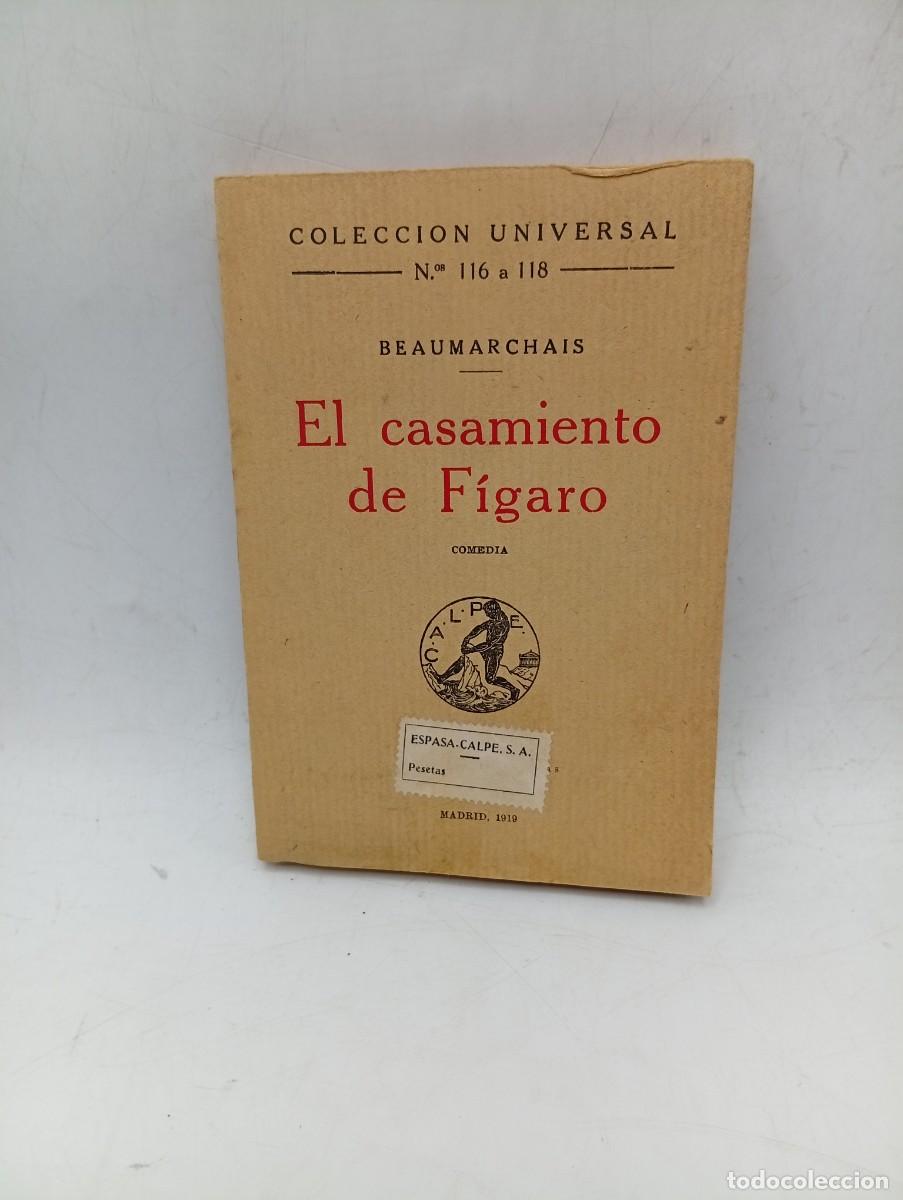 COLECCION UNIVERSAL
N.ºˢ 116 a 118
BEAUMARCHAIS
El casamiento
de Fígaro
COMEDIA
C·A·L·P·E·
ESPASA-CALPE, S. A.
Pesetas
MADRID, 1919
todocoleccion